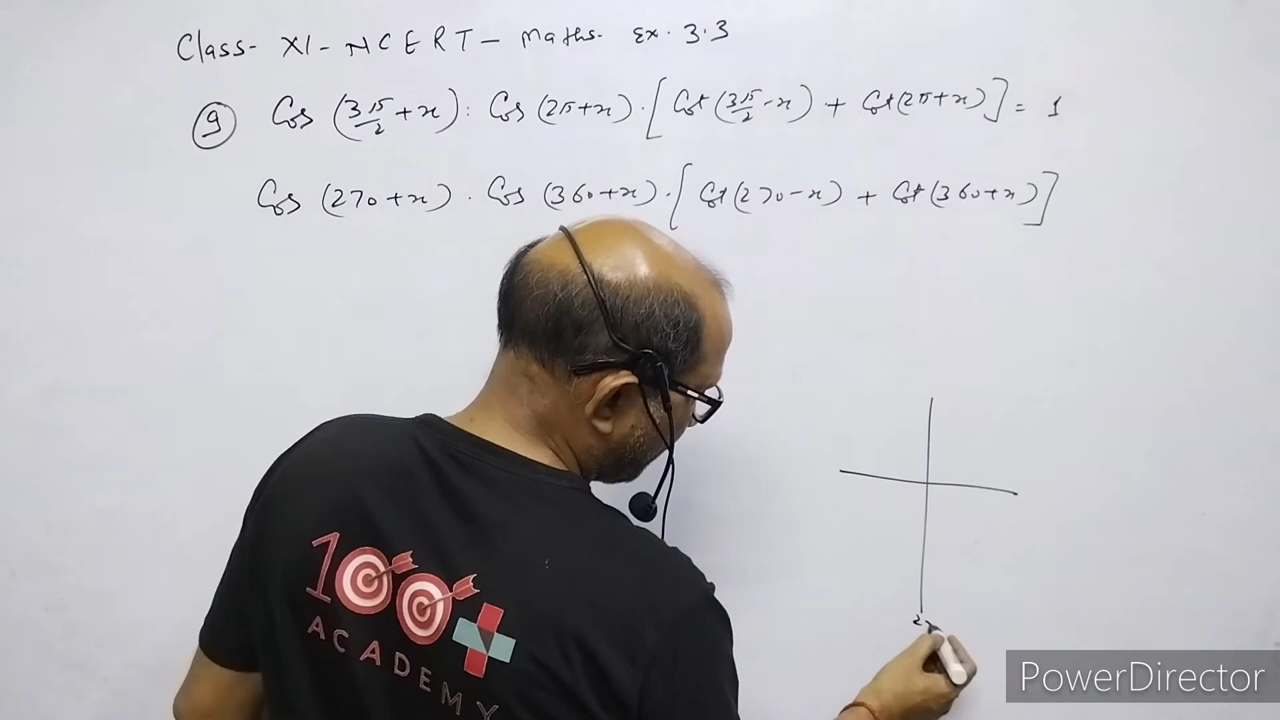 Class- XI - NCERT - Maths. Ex. 3.3
9 Cos (3π/2 + x) . Cos (2π + x) . [Cot (3π/2 - x) + Cot (2π + x)] = 1
Cos (270 + x) . Cos (360 + x) . [Cot (270 - x) + Cot (360 + x)]
100+
ACADEMY
PowerDirector